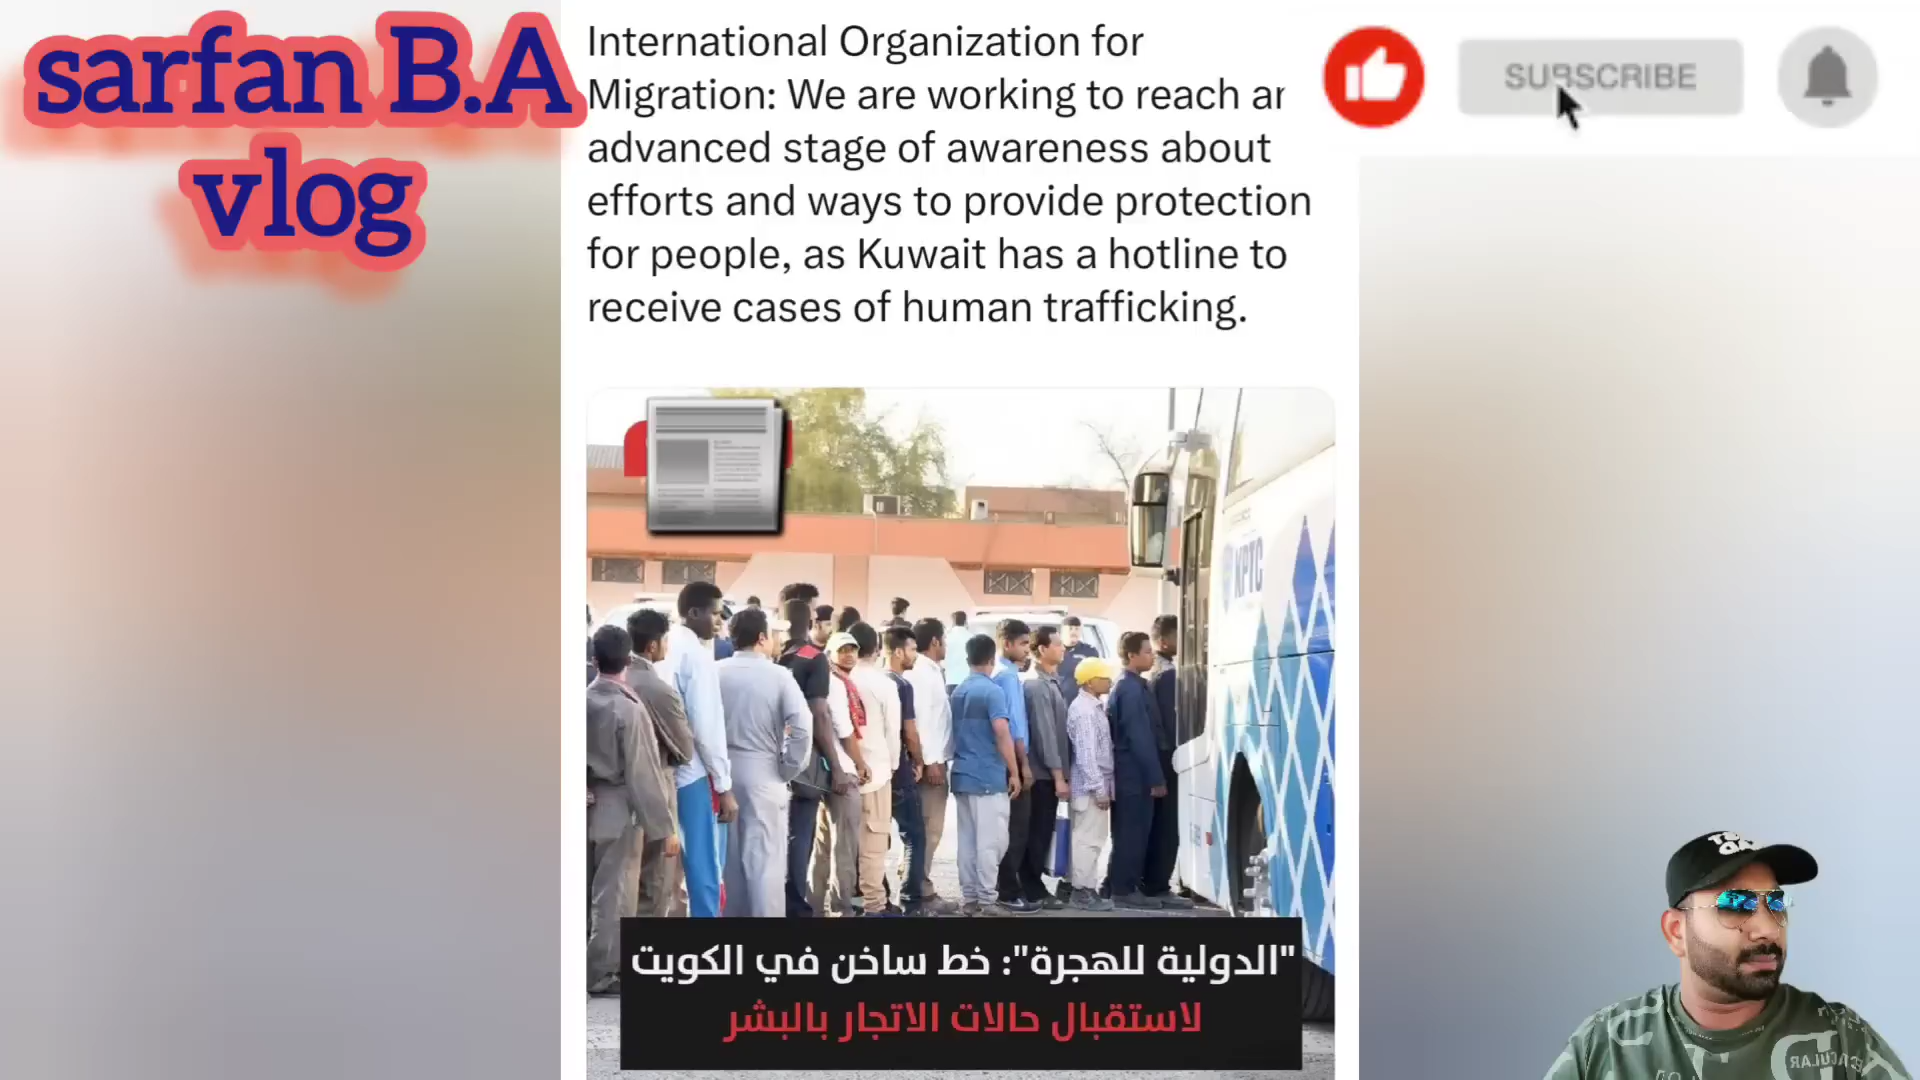 sarfan B.A
vlog
International Organization for
Migration: We are working to reach ar
advanced stage of awareness about
efforts and ways to provide protection
for people, as Kuwait has a hotline to
receive cases of human trafficking.
SUBSCRIBE
KPTC
"الدولية للهجرة": خط ساخن في الكويت
لاستقبال حالات الاتجار بالبشر